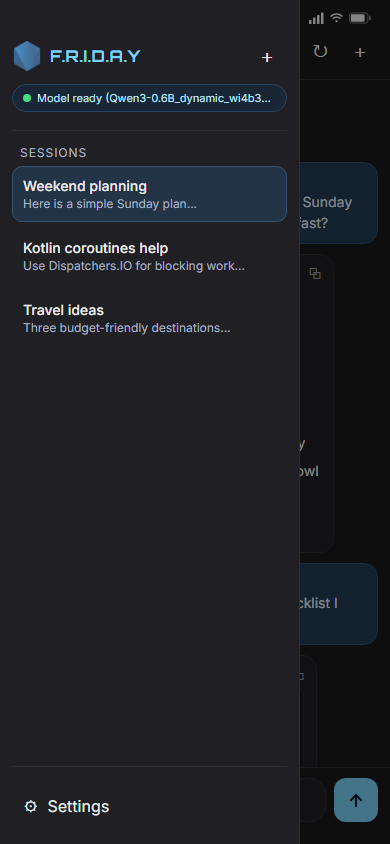 F.R.I.D.A.Y
+
Model ready (Qwen3-0.6B_dynamic_wi4b3...
SESSIONS
Weekend planning
Here is a simple Sunday plan...
Kotlin coroutines help
Use Dispatchers.IO for blocking work...
Travel ideas
Three budget-friendly destinations...
Settings
+
Sunday
fast?
y
owl
cklist I